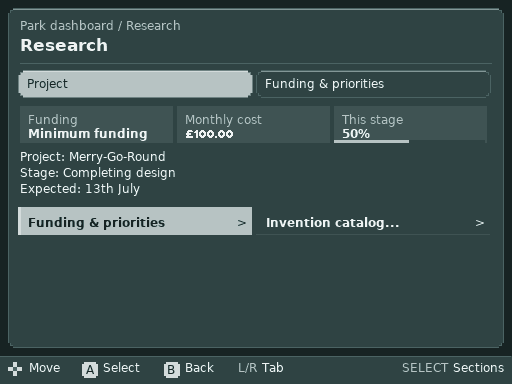 Park dashboard / Research
Research
Project
Funding & priorities
Funding
Minimum funding
Monthly cost
£100.00
This stage
50%
Project: Merry-Go-Round
Stage: Completing design
Expected: 13th July
Funding & priorities >
Invention catalog... >
Move A Select B Back L/R Tab SELECT Sections